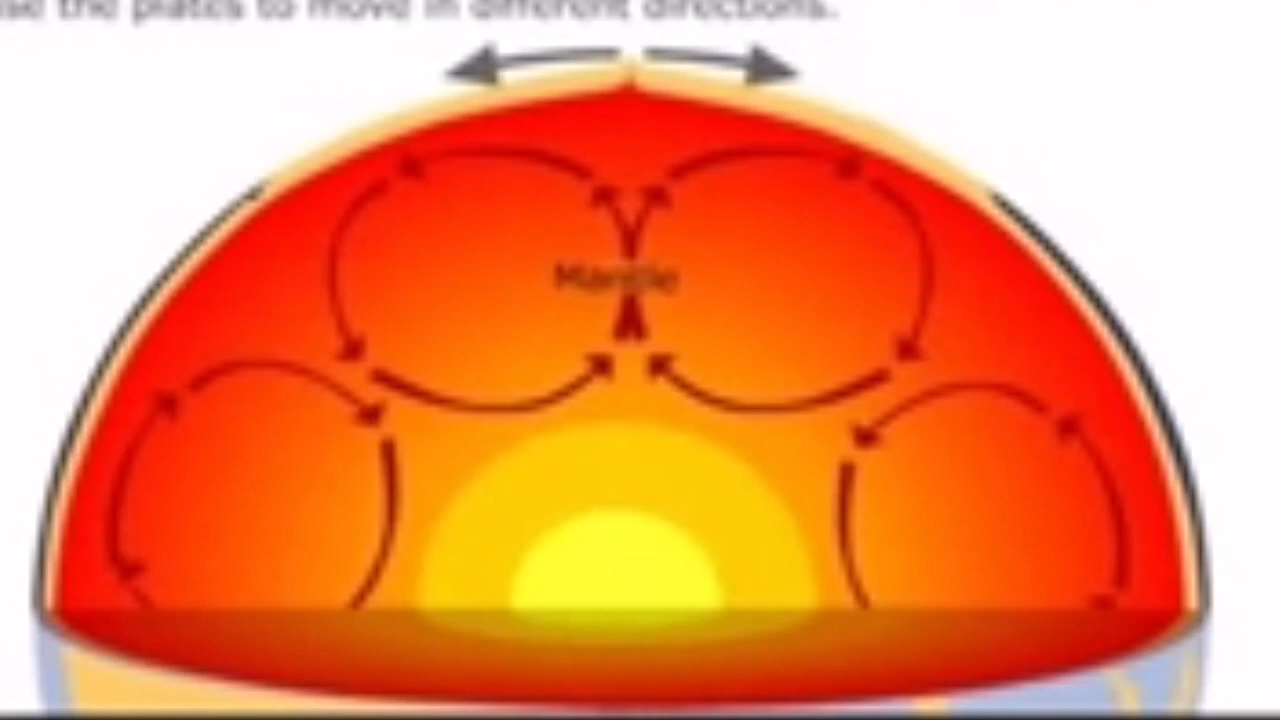 the plates to move in different directions.
Mantle